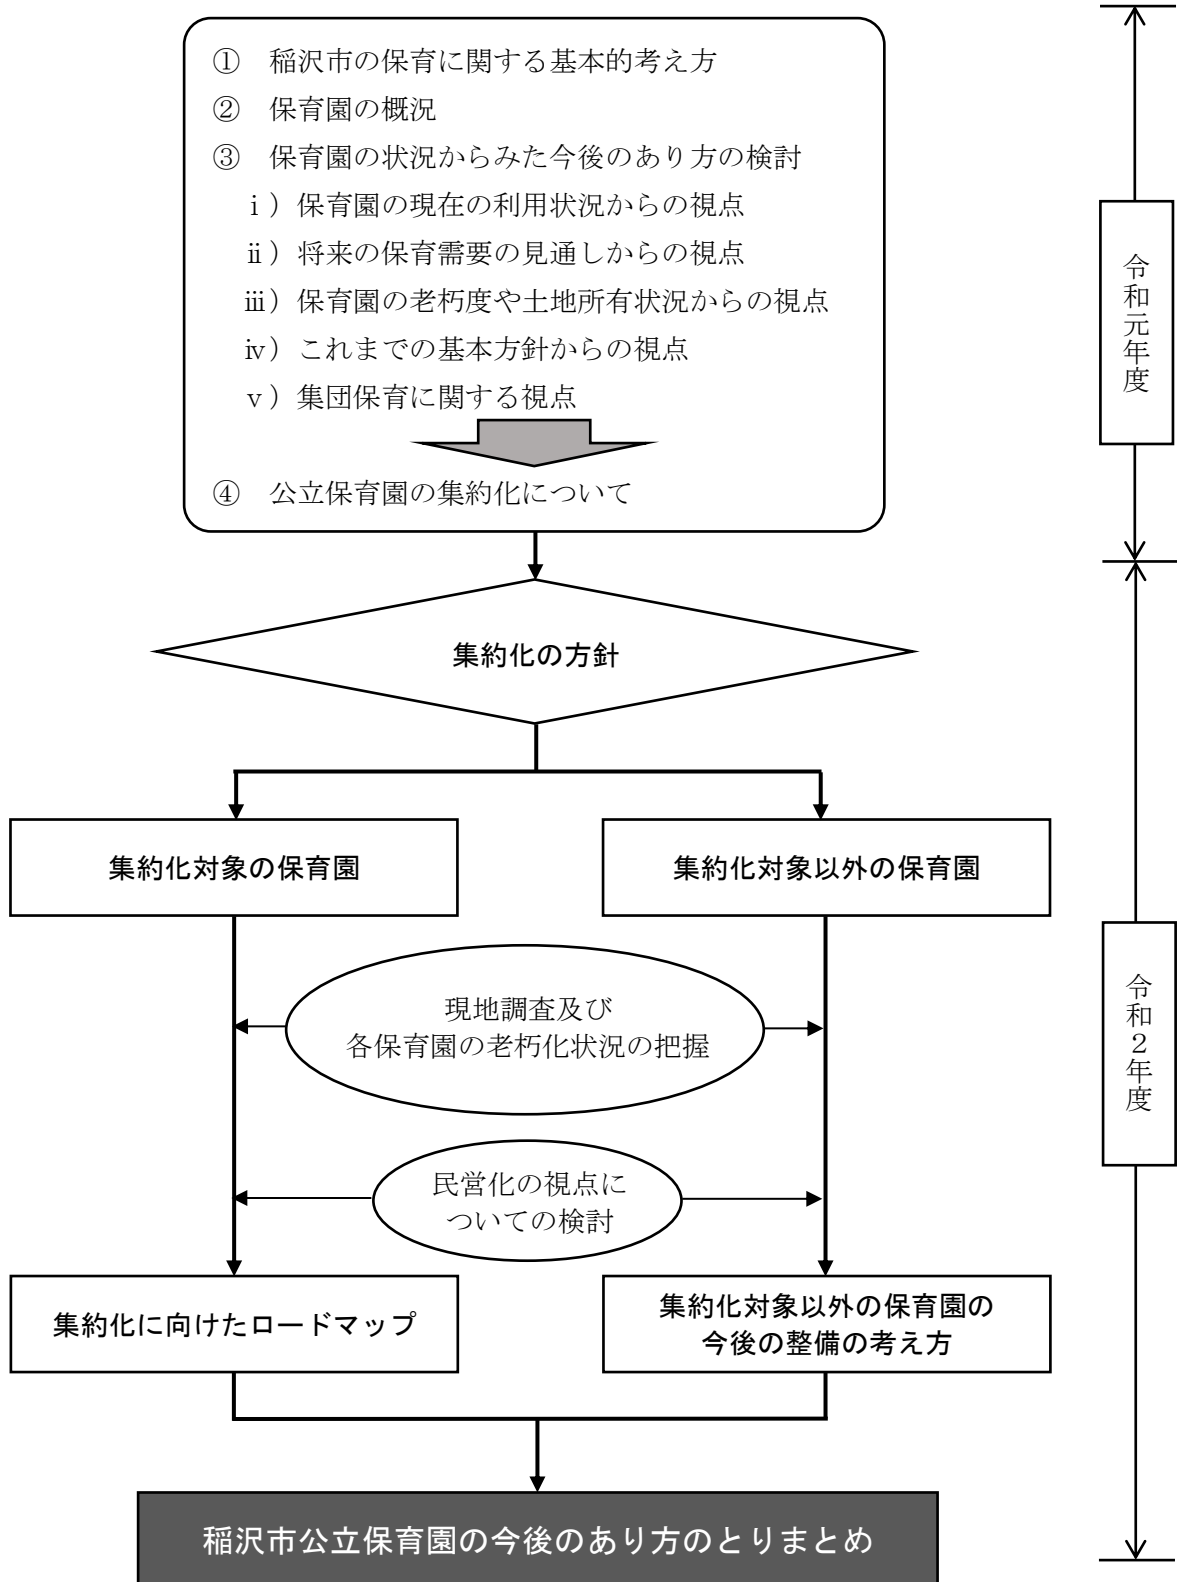 ① 稲沢市の保育に関する基本的考え方
② 保育園の概況
③ 保育園の状況からみた今後のあり方の検討
ⅰ）保育園の現在の利用状況からの視点
ⅱ）将来の保育需要の見通しからの視点
ⅲ）保育園の老朽度や土地所有状況からの視点
ⅳ）これまでの基本方針からの視点
ⅴ）集団保育に関する視点
④ 公立保育園の集約化について
令和元年度
集約化の方針
集約化対象の保育園
集約化対象以外の保育園
現地調査及び
各保育園の老朽化状況の把握
令和２年度
民営化の視点に
ついての検討
集約化に向けたロードマップ
集約化対象以外の保育園の
今後の整備の考え方
稲沢市公立保育園の今後のあり方のとりまとめ